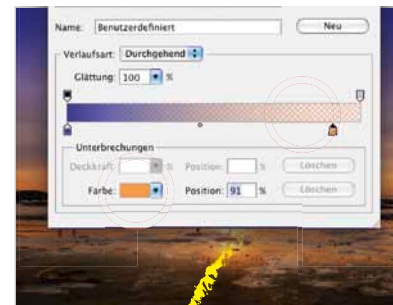 Name: Benutzerdefiniert Neu
Verlaufsart: Durchgehend
Glättung: 100 %
Unterbrechungen
Deckkraft: % Position: % Löschen
Farbe: Position: 91 % Löschen